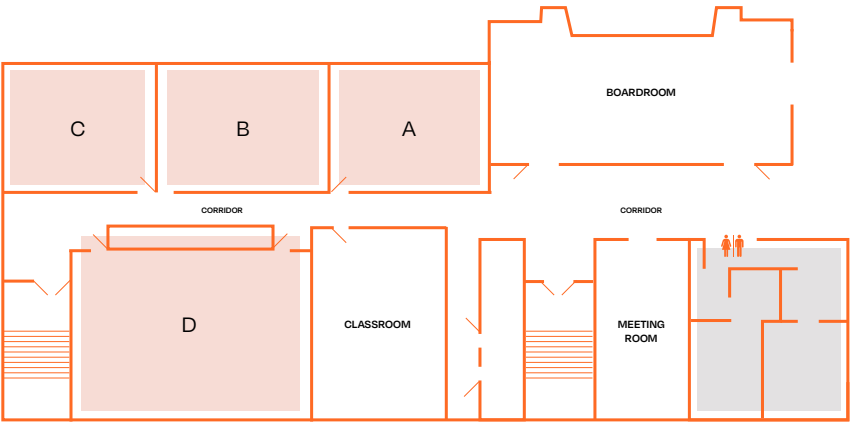 BOARDROOM
C
B
A
CORRIDOR
CORRIDOR
D
CLASSROOM
MEETING
ROOM